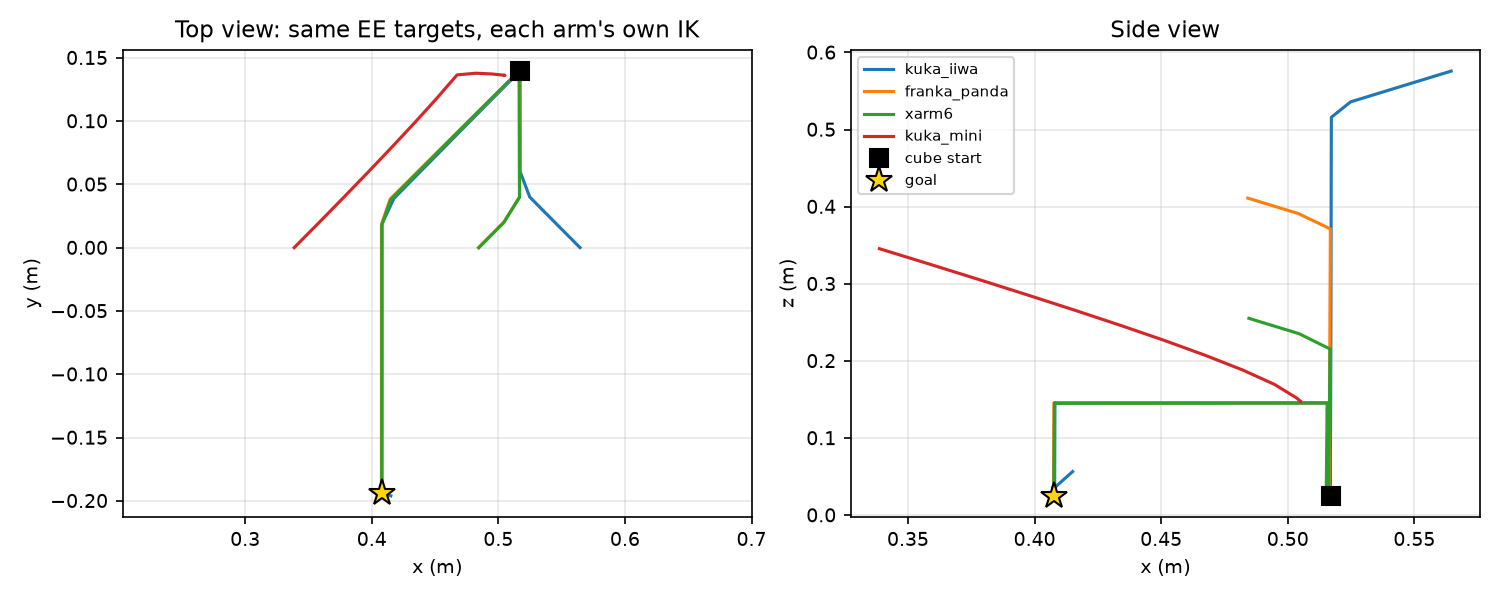 Top view: same EE targets, each arm's own IK
0.15
0.10
0.05
0.00
−0.05
−0.10
−0.15
−0.20
y (m)
0.3
0.4
0.5
0.6
0.7
x (m)
Side view
kuka_iiwa
franka_panda
xarm6
kuka_mini
cube start
goal
0.6
0.5
0.4
0.3
0.2
0.1
0.0
z (m)
0.35
0.40
0.45
0.50
0.55
x (m)